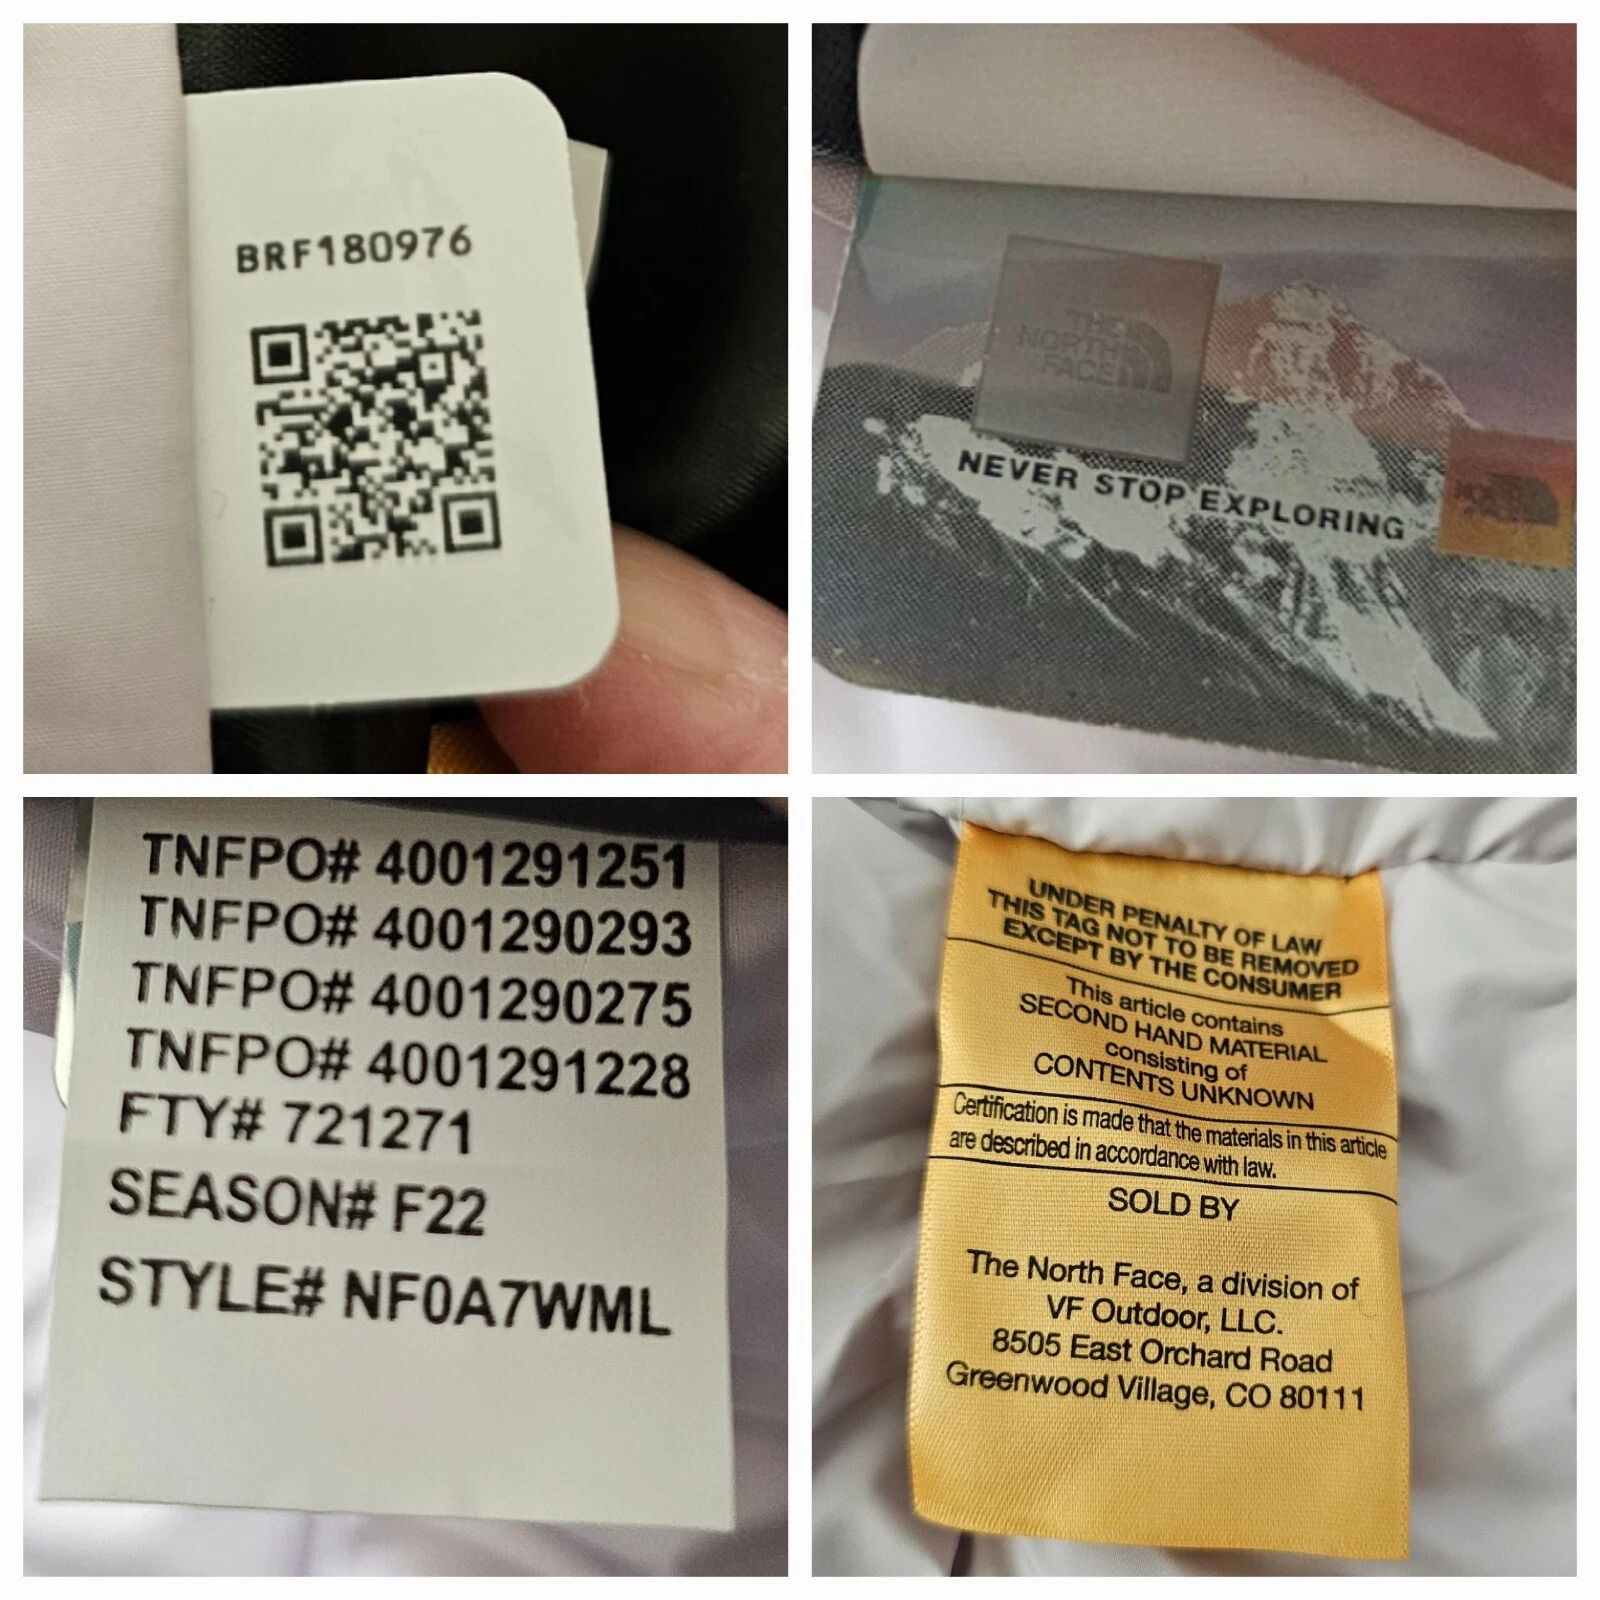 BRF180976
THE
NORTH
FACE
NEVER STOP EXPLORING™
TNFPO# 4001291251
TNFPO# 4001290293
TNFPO# 4001290275
TNFPO# 4001291228
FTY# 721271
SEASON# F22
STYLE# NF0A7WML
UNDER PENALTY OF LAW
THIS TAG NOT TO BE REMOVED
EXCEPT BY THE CONSUMER
This article contains
SECOND HAND MATERIAL
consisting of
CONTENTS UNKNOWN
Certification is made that the materials in this article
are described in accordance with law.
SOLD BY
The North Face, a division of
VF Outdoor, LLC.
8505 East Orchard Road
Greenwood Village, CO 80111